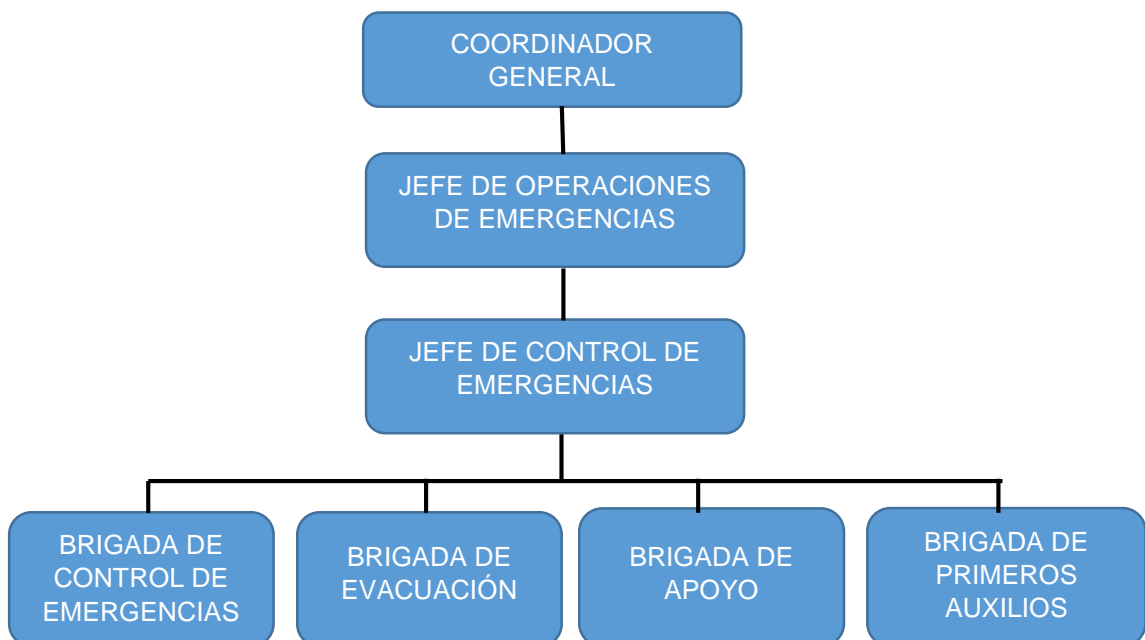 COORDINADOR
GENERAL
JEFE DE OPERACIONES
DE EMERGENCIAS
JEFE DE CONTROL DE
EMERGENCIAS
BRIGADA DE
CONTROL DE
EMERGENCIAS
BRIGADA DE
EVACUACIÓN
BRIGADA DE
APOYO
BRIGADA DE
PRIMEROS
AUXILIOS